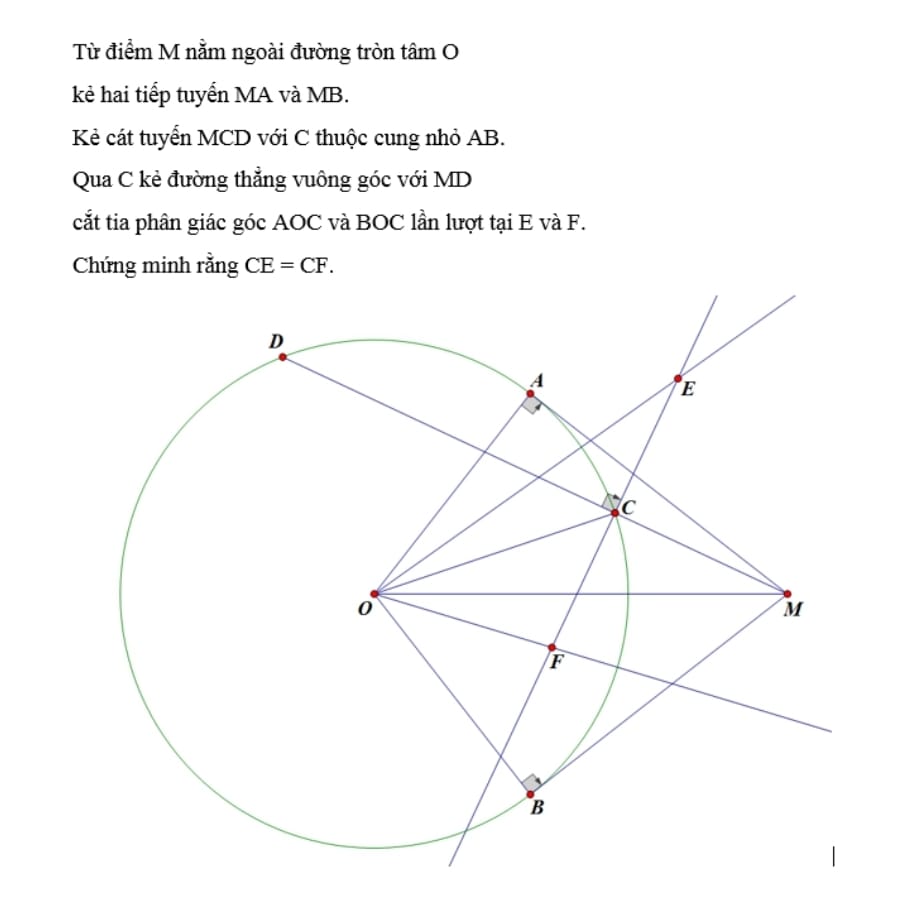 Từ điểm M nằm ngoài đường tròn tâm O
kẻ hai tiếp tuyến MA và MB.
Kẻ cát tuyến MCD với C thuộc cung nhỏ AB.
Qua C kẻ đường thẳng vuông góc với MD
cắt tia phân giác góc AOC và BOC lần lượt tại E và F.
Chứng minh rằng CE = CF.
D
A
E
C
O
M
F
B